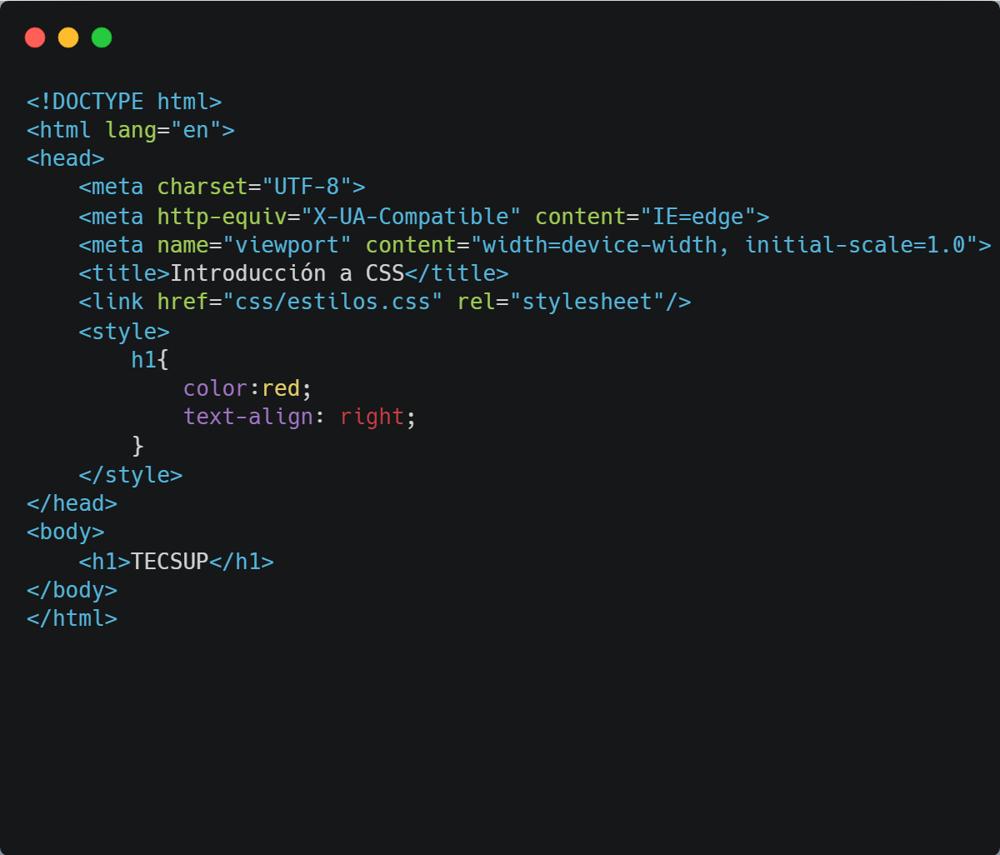 <!DOCTYPE html>
<html lang="en">
<head>
    <meta charset="UTF-8">
    <meta http-equiv="X-UA-Compatible" content="IE=edge">
    <meta name="viewport" content="width=device-width, initial-scale=1.0">
    <title>Introducción a CSS</title>
    <link href="css/estilos.css" rel="stylesheet"/>
    <style>
        h1{
            color:red;
            text-align: right;
        }
    </style>
</head>
<body>
    <h1>TECSUP</h1>
</body>
</html>